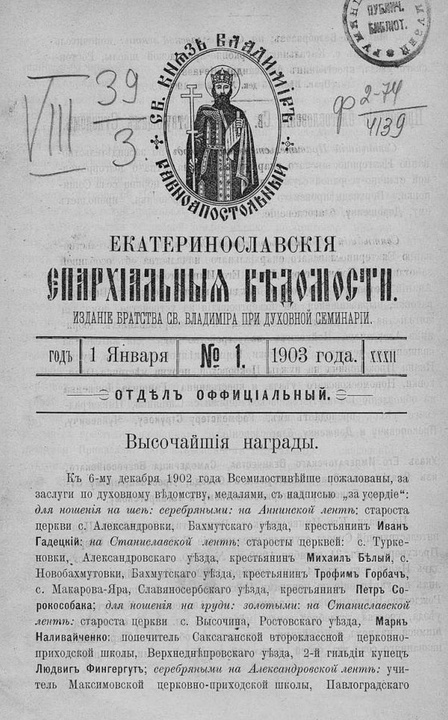 VIII 39
3.
СВ. КНЯЗЬ ВЛАДИМІРЪ
РАВНОАПОСТОЛЬНЫЙ
ПУБЛИЧ.
БИБЛІОТ.
Ф 2-74
4139
ЕКАТЕРИНОСЛАВСКІЯ
ЕПАРХІАЛЬНЫЯ ВѢДОМОСТИ.
ИЗДАНІЕ БРАТСТВА СВ. ВЛАДИМІРА ПРИ ДУХОВНОЙ СЕМИНАРІИ.
ГОДЪ 1 Января № 1. 1903 года. XXXII
ОТДѢЛЪ ОФФИЦІАЛЬНЫЙ.
Высочайшія награды.
Къ 6-му декабря 1902 года Всемилостивѣйше пожалованы, за
заслуги по духовному вѣдомству, медалями, съ надписью „за усердіе":
для ношенія на шеѣ: серебряными: на Аннинской лентѣ: староста
церкви с. Александровки, Бахмутскаго уѣзда, крестьянинъ Иванъ
Гадецкій; на Станиславской лентѣ: старосты церквей: с. Турке-
новки, Александровскаго уѣзда, крестьянинъ Михаилъ Бѣлый, с.
Новобахмутовки, Бахмутскаго уѣзда, крестьянинъ Трофимъ Горбачъ,
с. Макарова-Яра, Славяносербскаго уѣзда, крестьянинъ Петръ Со-
рокособака; для ношенія на груди: золотыми: на Станиславской
лентѣ: староста церкви с. Высочина, Ростовскаго уѣзда, Маркъ
Наливайченко: попечитель Саксаганской второклассной церковно-
приходской школы, Верхнеднѣпровскаго уѣзда, 2-й гильдіи купецъ
Людвигъ Фингергутъ; серебряными на Александровской лентѣ: учи-
тель Максимовской церковно-приходской школы, Павлоградскаго